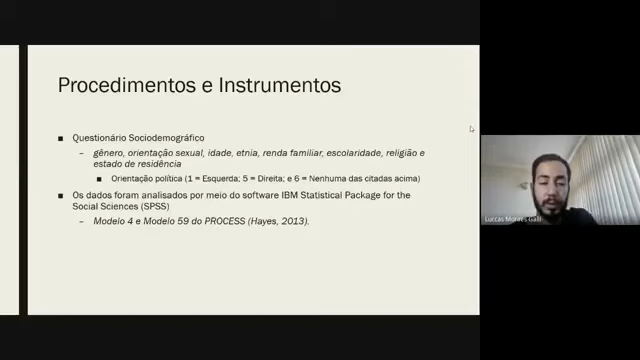 Procedimentos e Instrumentos
■ Questionário Sociodemográfico
– gênero, orientação sexual, idade, etnia, renda familiar, escolaridade, religião e
estado de residência
■ Orientação política (1 = Esquerda; 5 = Direita; e 6 = Nenhuma das citadas acima)
■ Os dados foram analisados por meio do software IBM Statistical Package for the
Social Sciences (SPSS)
– Modelo 4 e Modelo 59 do PROCESS (Hayes, 2013).
Luccas Moraes Galli